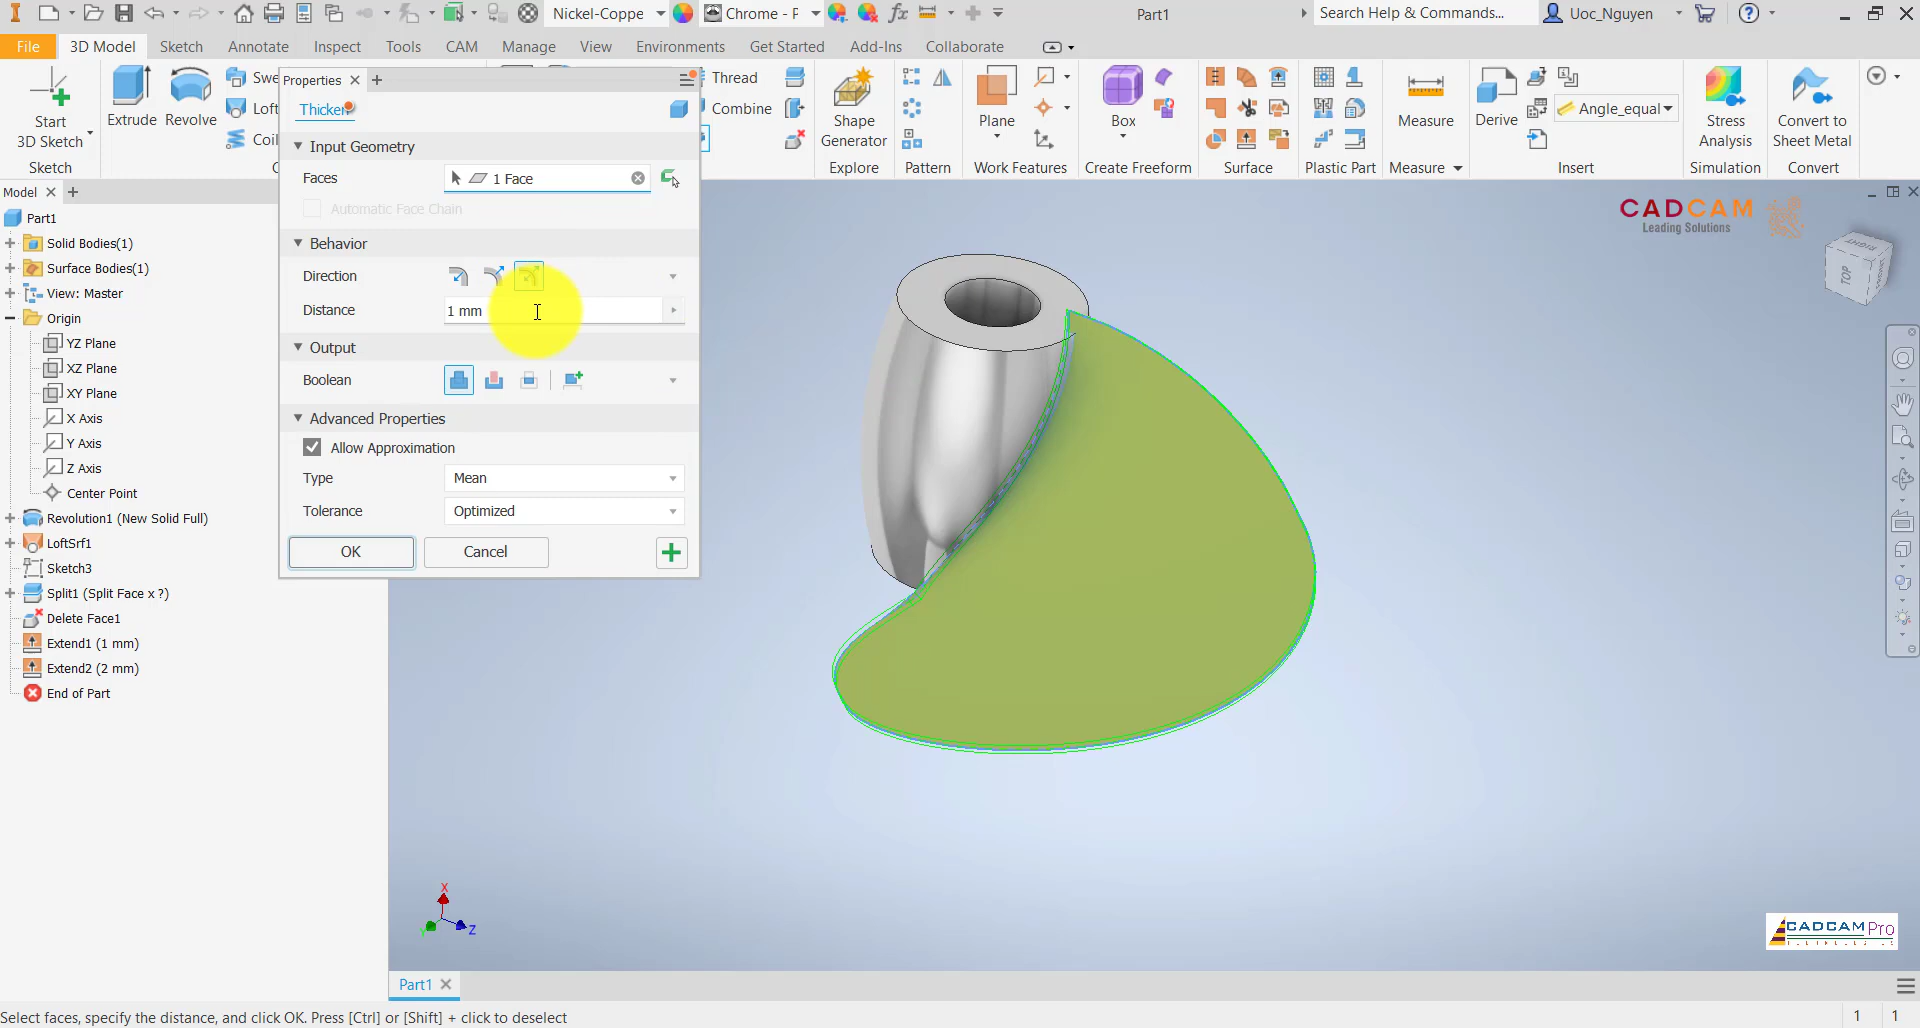 Nickel-Coppe
Chrome - P
Part1
Search Help & Commands...
Uoc_Nguyen
File
3D Model
Sketch
Annotate
Inspect
Tools
CAM
Manage
View
Environments
Get Started
Add-Ins
Collaborate
Start
3D Sketch
Sketch
Extrude
Revolve
Swe
Loft
Coi
Thread
Combine
Shape
Generator
Explore
Pattern
Plane
Work Features
Box
Create Freeform
Surface
Plastic Part
Measure
Measure
Derive
Angle_equal
Insert
Stress
Analysis
Simulation
Convert to
Sheet Metal
Convert
Properties
Thicken
Input Geometry
Faces
1 Face
Automatic Face Chain
Behavior
Direction
Distance
1 mm
Output
Boolean
Advanced Properties
Allow Approximation
Type
Mean
Tolerance
Optimized
OK
Cancel
Model
Part1
Solid Bodies(1)
Surface Bodies(1)
View: Master
Origin
YZ Plane
XZ Plane
XY Plane
X Axis
Y Axis
Z Axis
Center Point
Revolution1 (New Solid Full)
LoftSrf1
Sketch3
Split1 (Split Face x ?)
Delete Face1
Extend1 (1 mm)
Extend2 (2 mm)
End of Part
CADCAM
Leading Solutions
RIGHT
TOP
X
Y
Z
CADCAM Pro
Part1
Select faces, specify the distance, and click OK. Press [Ctrl] or [Shift] + click to deselect
1
1